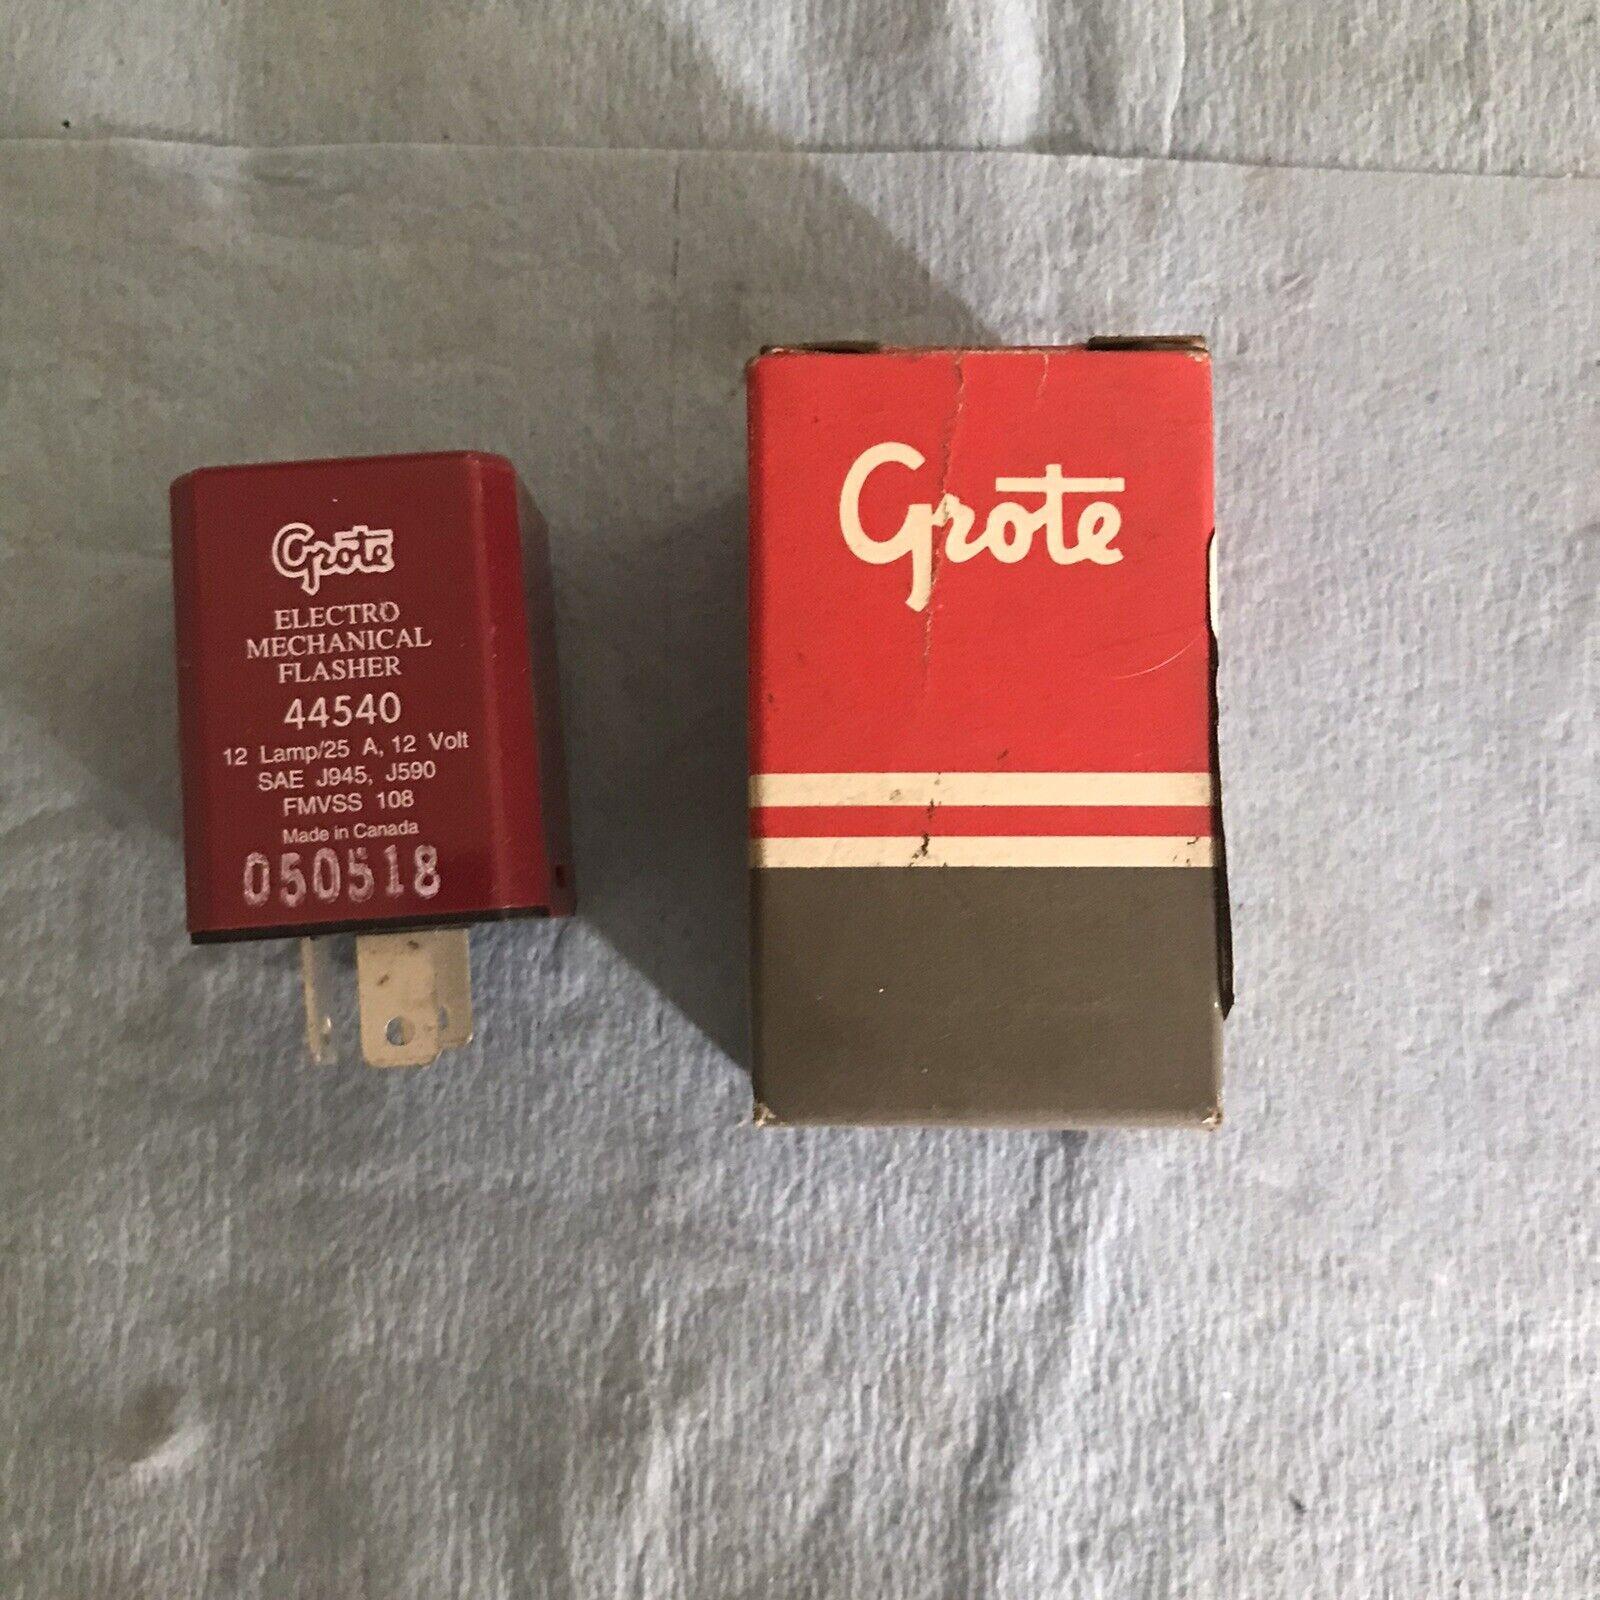 Grote
ELECTRO
MECHANICAL
FLASHER
44540
12 Lamp/25 A, 12 Volt
SAE J945, J590
FMVSS 108
Made in Canada
050518
Grote